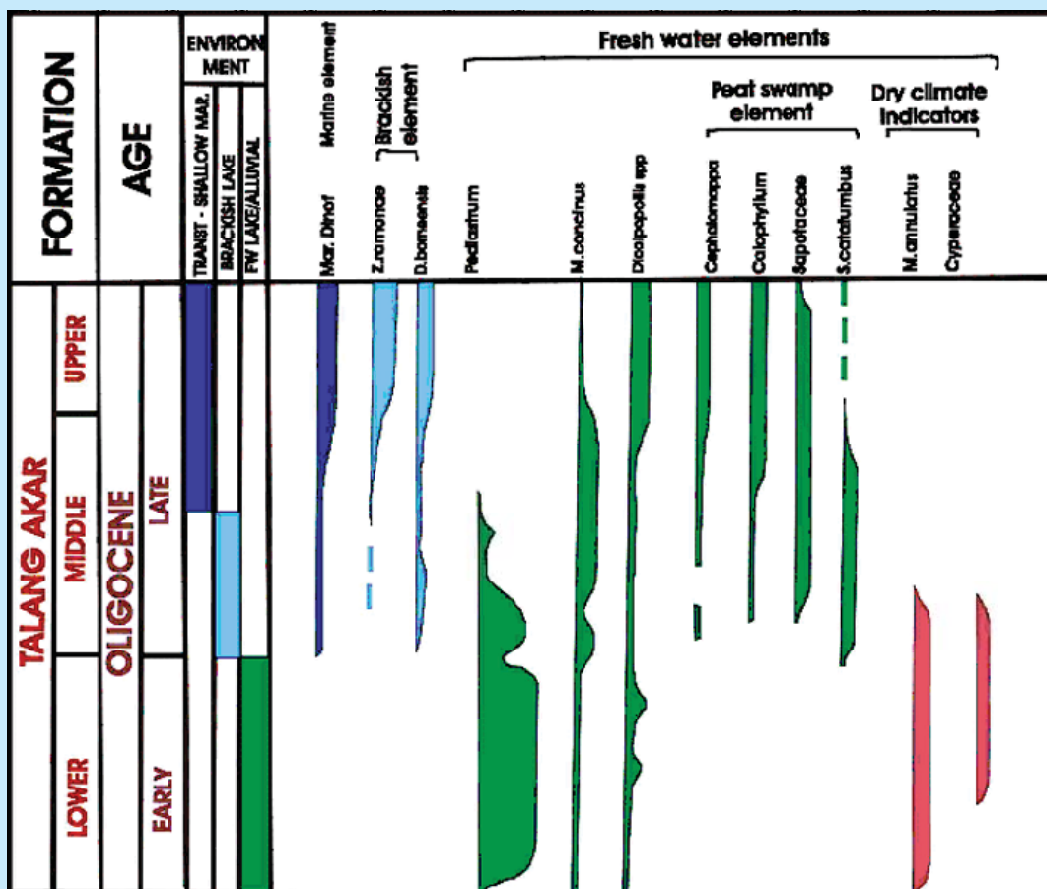 FORMATION
AGE
ENVIRON
MENT
TRANST - SHALLOW MAR.
BRACKISH LAKE
FW LAKE/ALLUVIAL
Marine element
Brackish
element
Fresh water elements
Peat swamp
element
Dry climate
indicators
Mar. Dinof
Z.ramonae
D.borneensis
Pediastrum
M.concinus
Dicolpopollis spp
Cephalomappa
Calophyllum
Sapotaceae
S.catatumbus
M.annulatus
Cyperaceae
TALANG AKAR
UPPER
MIDDLE
LOWER
OLIGOCENE
LATE
EARLY